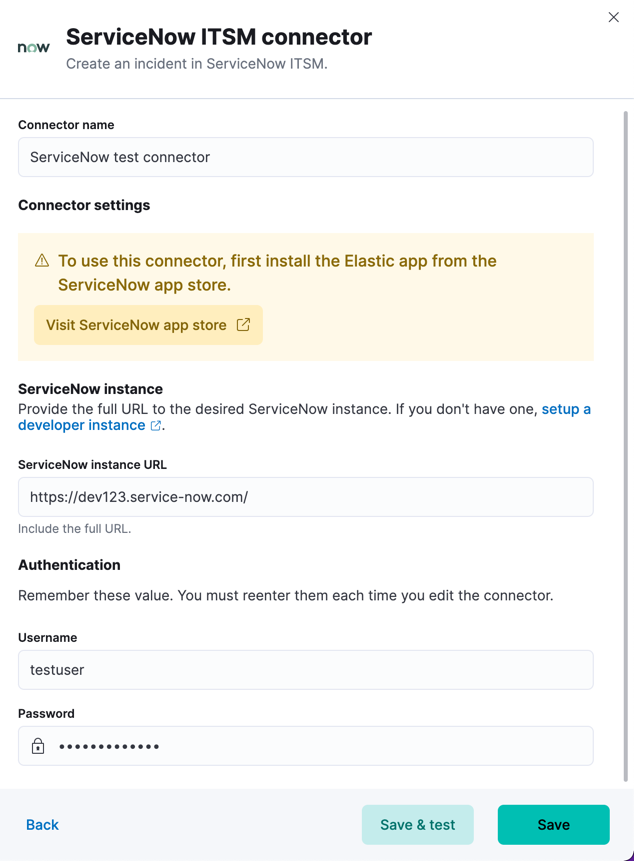 now
ServiceNow ITSM connector
Create an incident in ServiceNow ITSM.
Connector name
ServiceNow test connector
Connector settings
To use this connector, first install the Elastic app from the
ServiceNow app store.
Visit ServiceNow app store
ServiceNow instance
Provide the full URL to the desired ServiceNow instance. If you don't have one, setup a
developer instance.
ServiceNow instance URL
https://dev123.service-now.com/
Include the full URL.
Authentication
Remember these value. You must reenter them each time you edit the connector.
Username
testuser
Password
•••••••••••••
Back
Save & test
Save